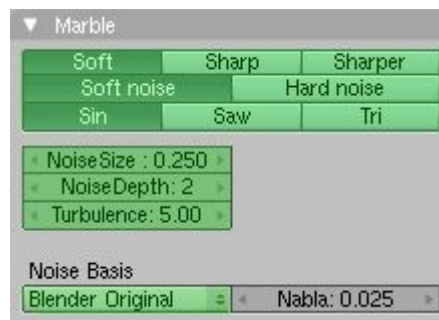 Marble
Soft Sharp Sharper
Soft noise Hard noise
Sin Saw Tri
NoiseSize : 0.250
NoiseDepth: 2
Turbulence: 5.00
Noise Basis
Blender Original Nabla: 0.025